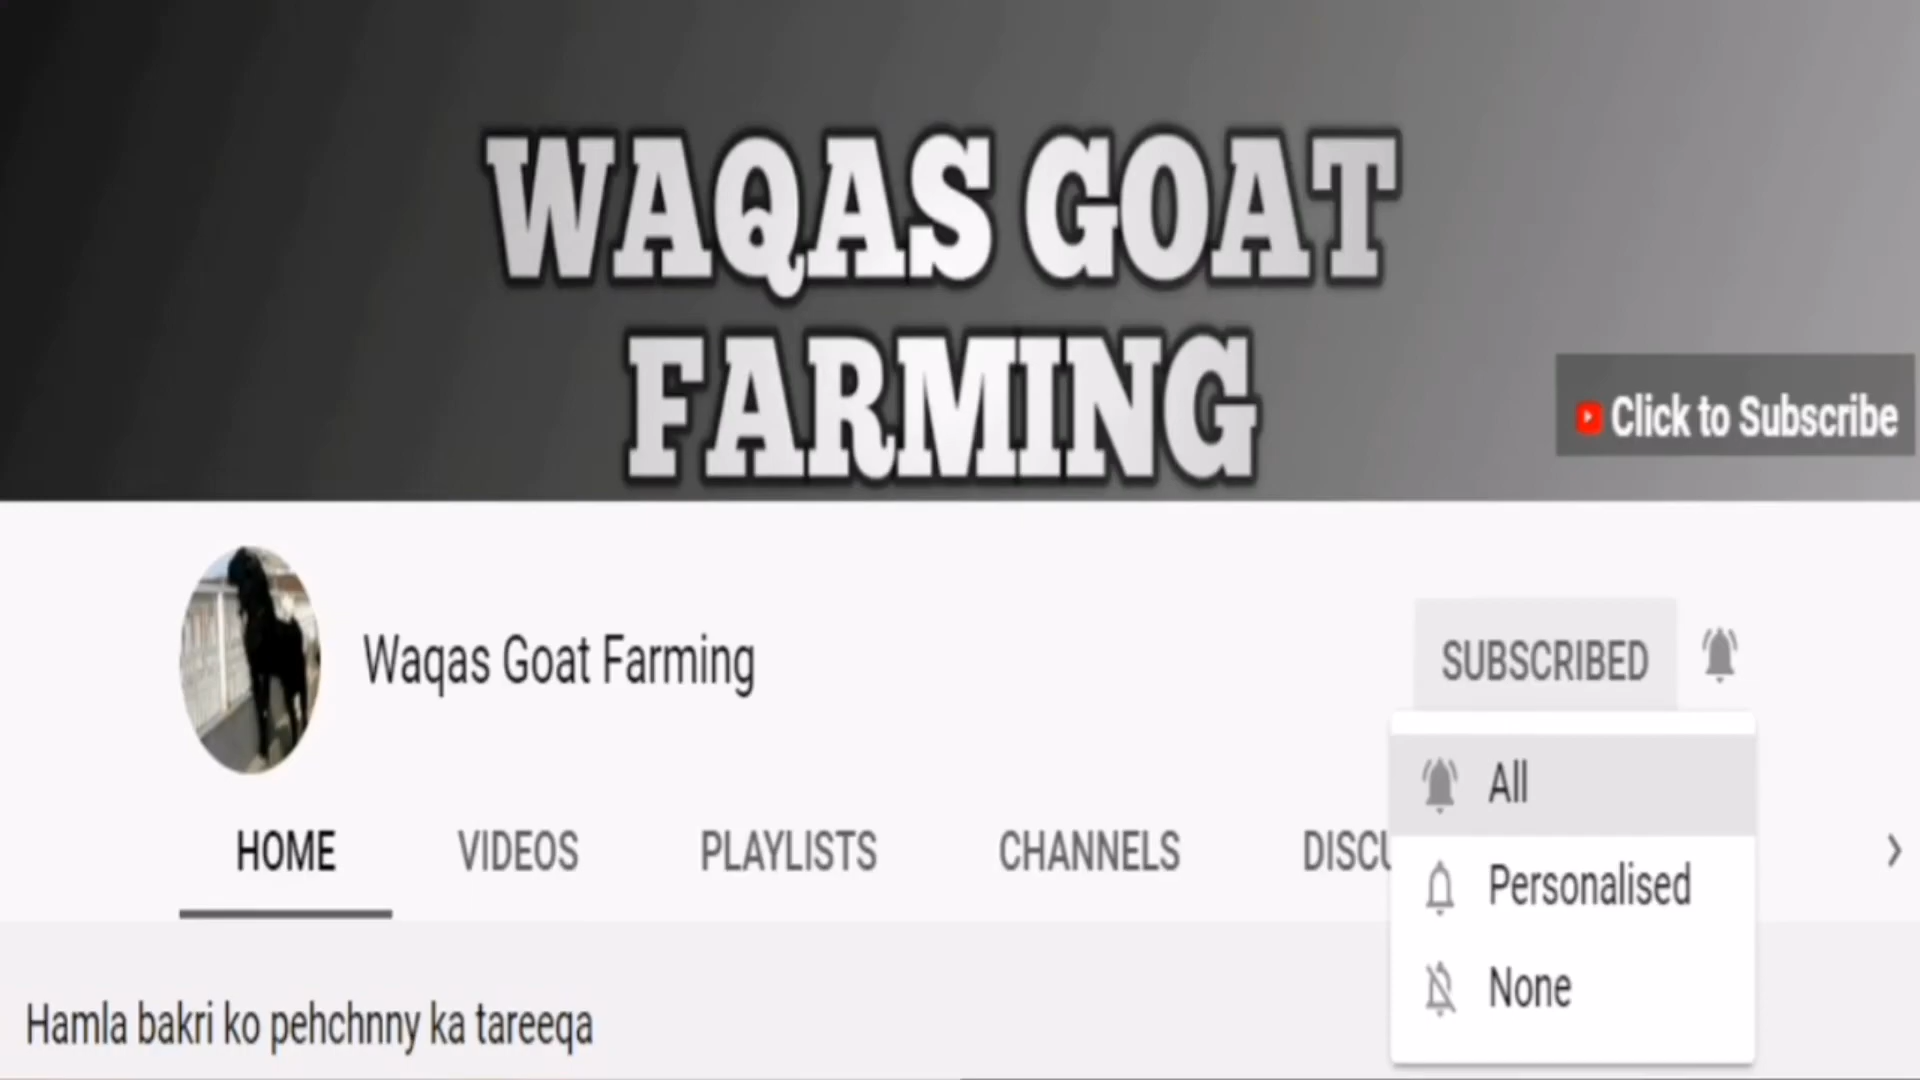 WAQAS GOAT
FARMING
Click to Subscribe
Waqas Goat Farming
SUBSCRIBED
All
Personalised
None
HOME VIDEOS PLAYLISTS CHANNELS
Hamla bakri ko pehchnny ka tareeqa